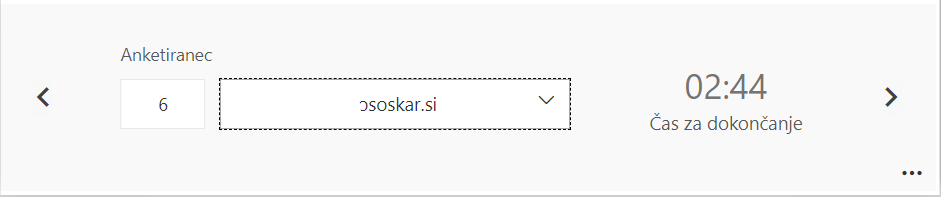 Anketiranec
6
ososkar.si
02:44
Čas za dokončanje